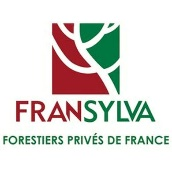 FRANSYLVA
FORESTIERS PRIVÉS DE FRANCE